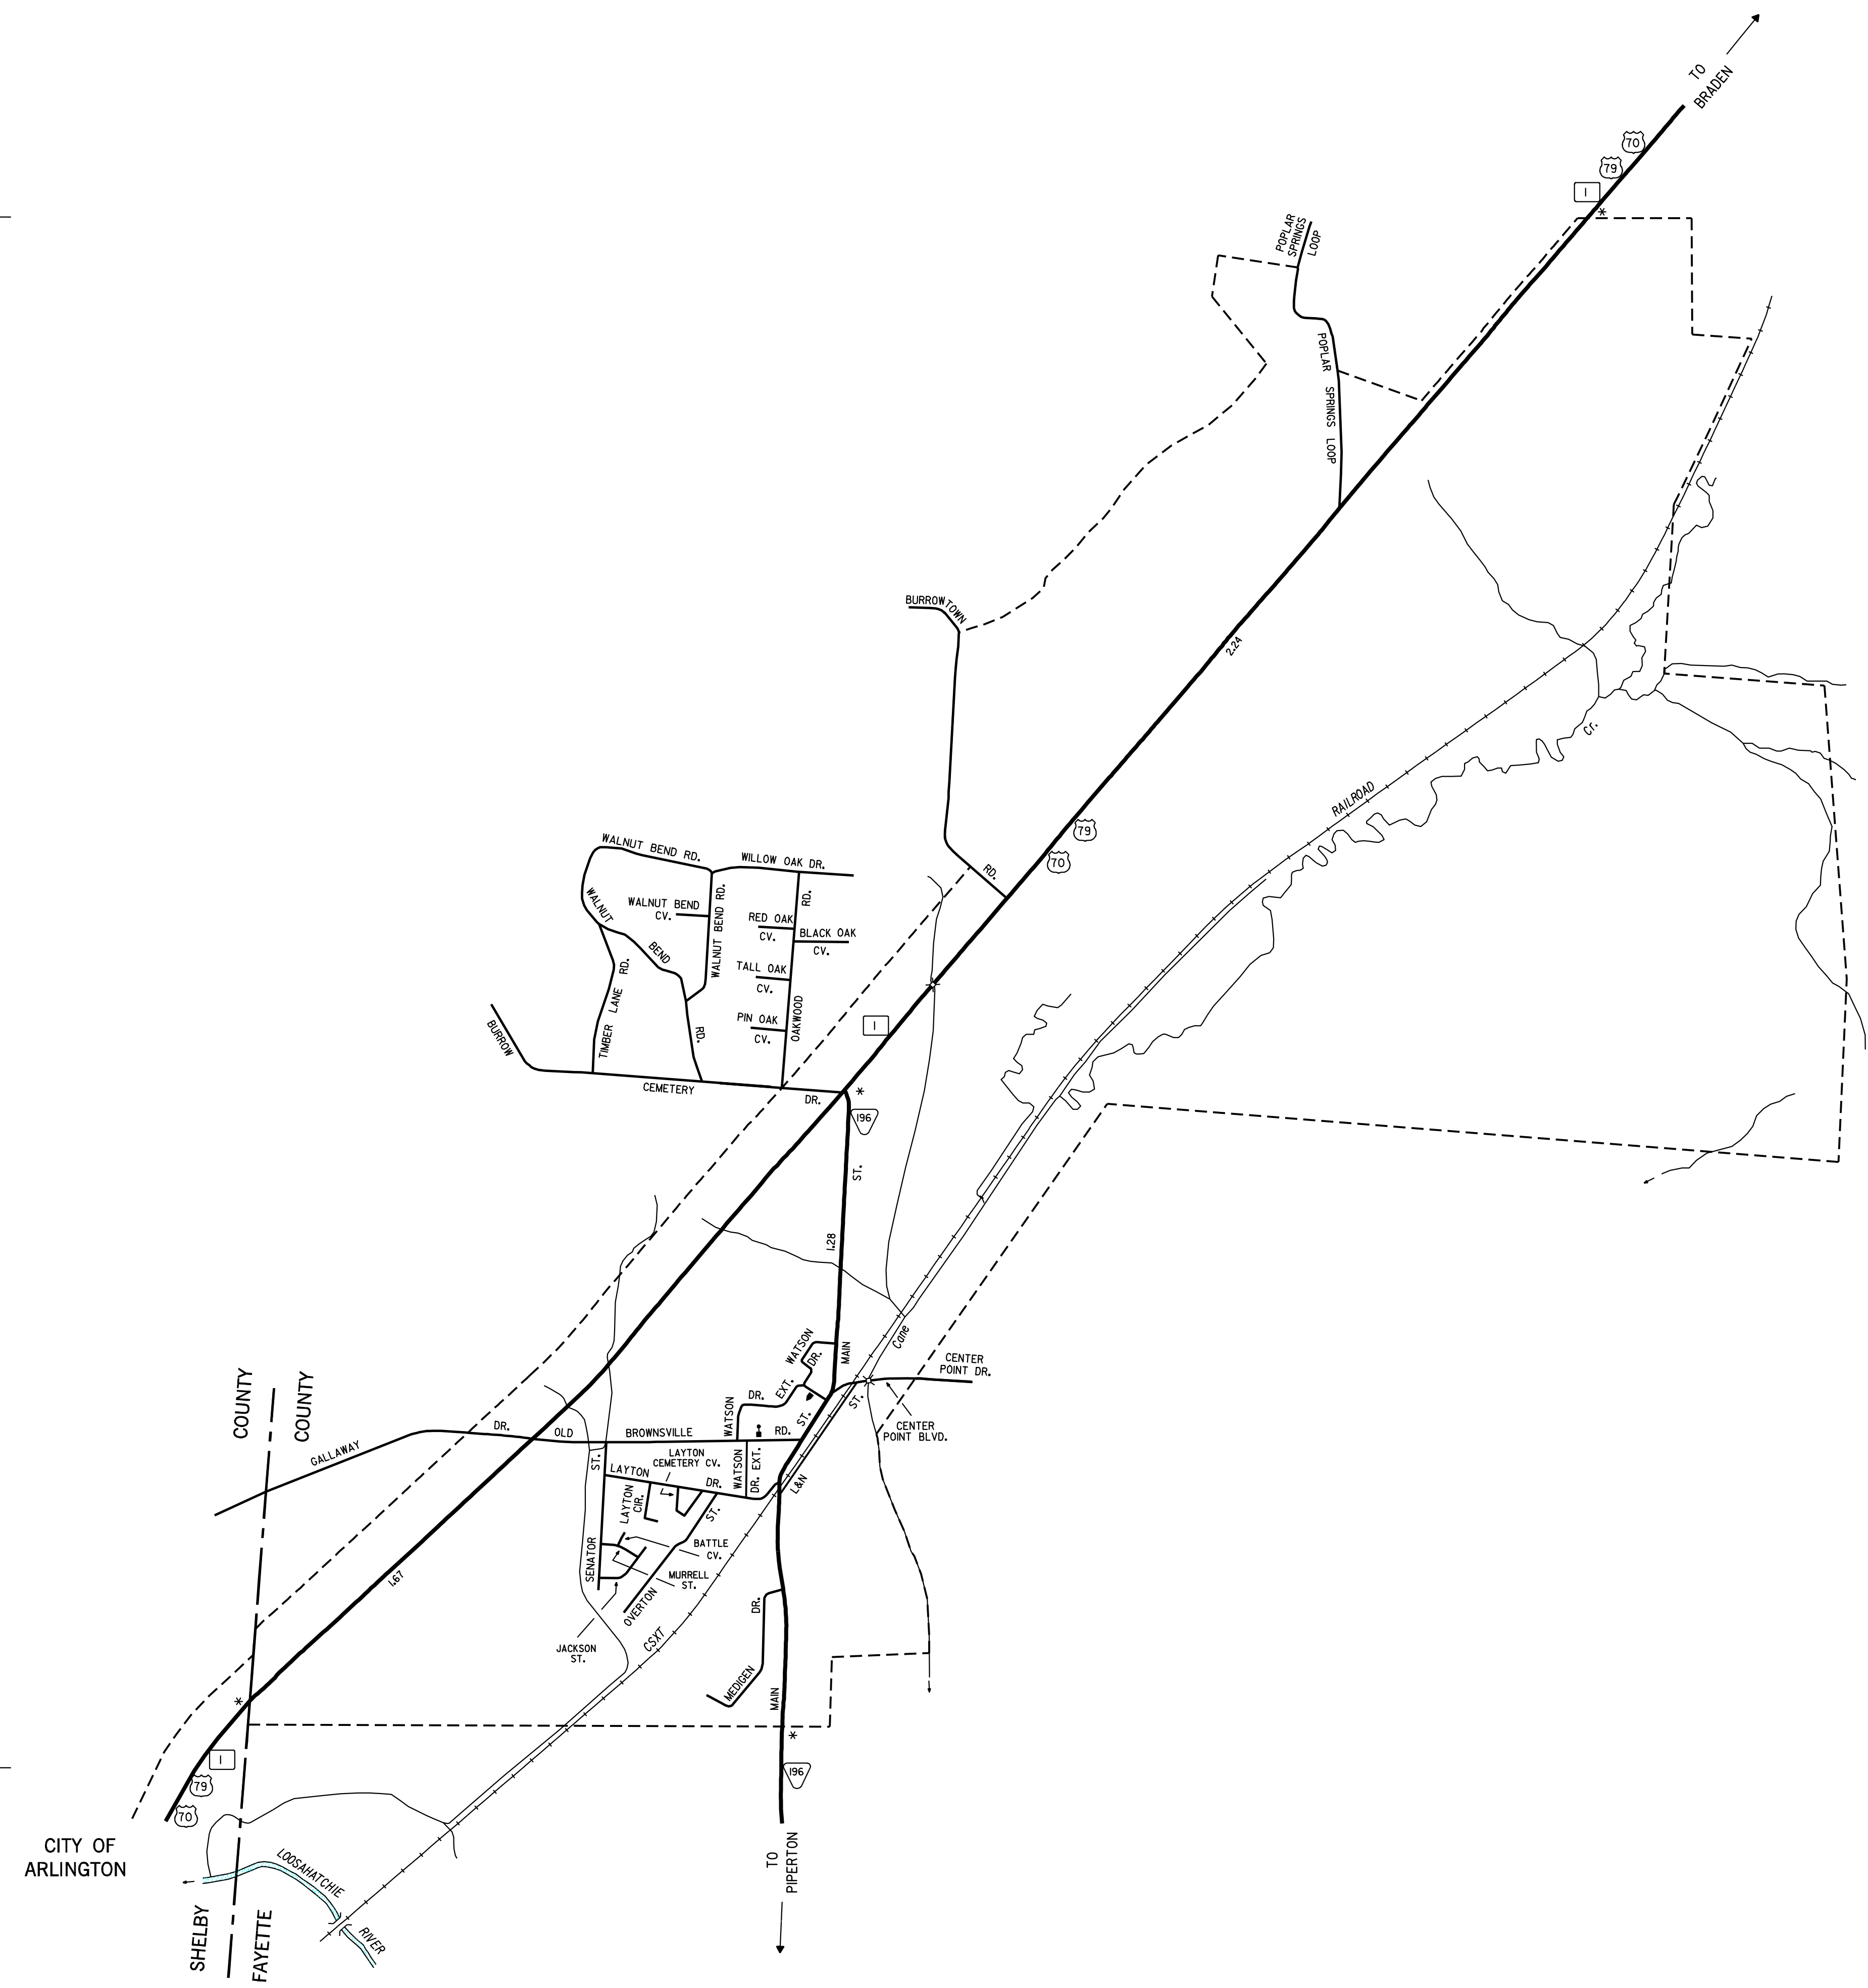 TO
BRADEN
70
79
1
POPLAR
SPRINGS
LOOP
POPLAR SPRINGS LOOP
BURROWTOWN
RD.
2.24
Cr.
RAILROAD
79
70
WALNUT BEND RD.
WILLOW OAK DR.
WALNUT BEND
CV.
WALNUT BEND RD.
RD.
RED OAK
CV.
BLACK OAK
CV.
WALNUT
BEND
RD.
TALL OAK
CV.
TIMBER LANE RD.
PIN OAK
CV.
OAKWOOD
1
BURROW
CEMETERY
DR.
*
196
ST.
1.28
WATSON
DR.
MAIN
Cane
CENTER
POINT DR.
EXT.
DR.
WATSON
ST.
ST.
CENTER
POINT BLVD.
COUNTY
COUNTY
GALLAWAY
DR.
OLD
BROWNSVILLE
RD.
ST.
LAYTON
LAYTON
CEMETERY CV.
DR.
WATSON
DR. EXT.
L&N
LAYTON
CIR.
ST.
SENATOR
BATTLE
CV.
MURRELL
ST.
OVERTON
JACKSON
ST.
CSXT
1.67
DR.
MEDIGEN
MAIN
*
*
*
1
79
70
196
CITY OF
ARLINGTON
LOOSAHATCHIE
RIVER
SHELBY
FAYETTE
TO
PIPERTON